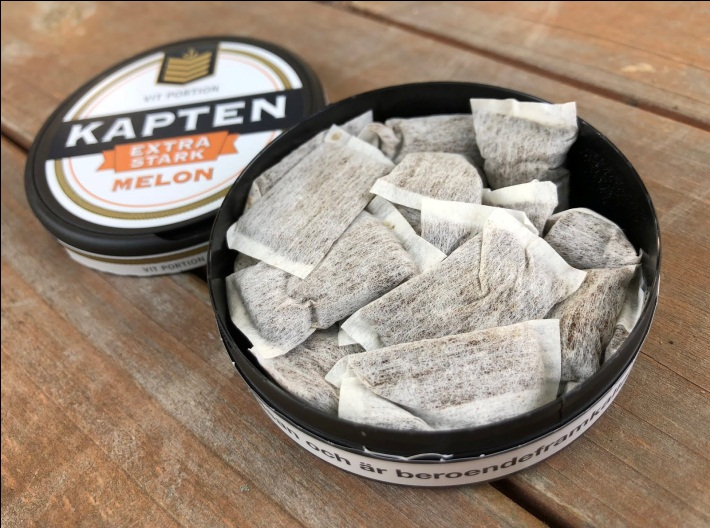 VIT PORTION
KAPTEN
EXTRA
STARK
MELON
VIT PORTION
och är beroendeframk